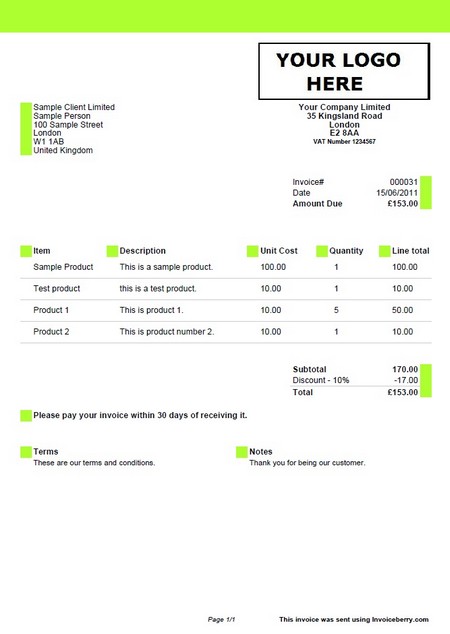 YOUR LOGO
HERE
Sample Client Limited
Sample Person
100 Sample Street
London
W1 1AB
United Kingdom
Your Company Limited
35 Kingsland Road
London
E2 8AA
VAT Number 1234567
Invoice# 000031
Date 15/06/2011
Amount Due £153.00
Item Description Unit Cost Quantity Line total
Sample Product This is a sample product. 100.00 1 100.00
Test product this is a test product. 10.00 1 10.00
Product 1 This is product 1. 10.00 5 50.00
Product 2 This is product number 2. 10.00 1 10.00
Subtotal 170.00
Discount - 10% -17.00
Total £153.00
Please pay your invoice within 30 days of receiving it.
Terms
These are our terms and conditions.
Notes
Thank you for being our customer.
Page 1/1 This invoice was sent using Invoiceberry.com